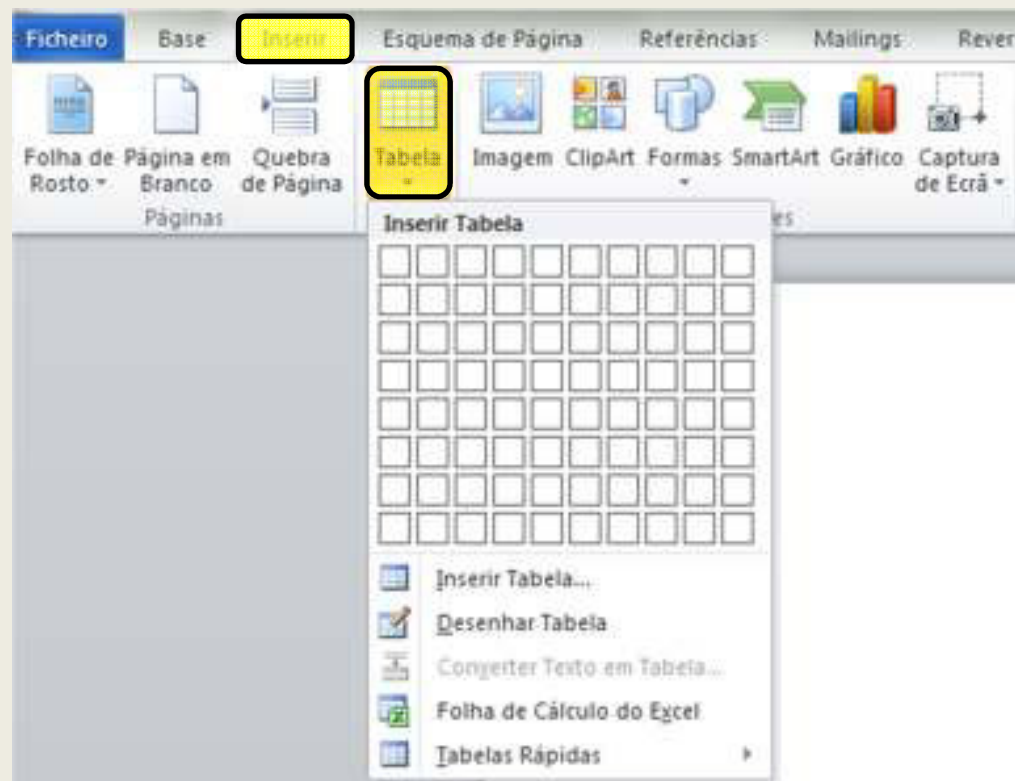 Ficheiro Base Inserir Esquema de Página Referências Mailings Rever
Folha de Rosto
Página em Branco
Quebra de Página
Tabela
Imagem
ClipArt
Formas
SmartArt
Gráfico
Captura de Ecrã
Páginas
es
Inserir Tabela
Inserir Tabela...
Desenhar Tabela
Converter Texto em Tabela...
Folha de Cálculo do Excel
Tabelas Rápidas